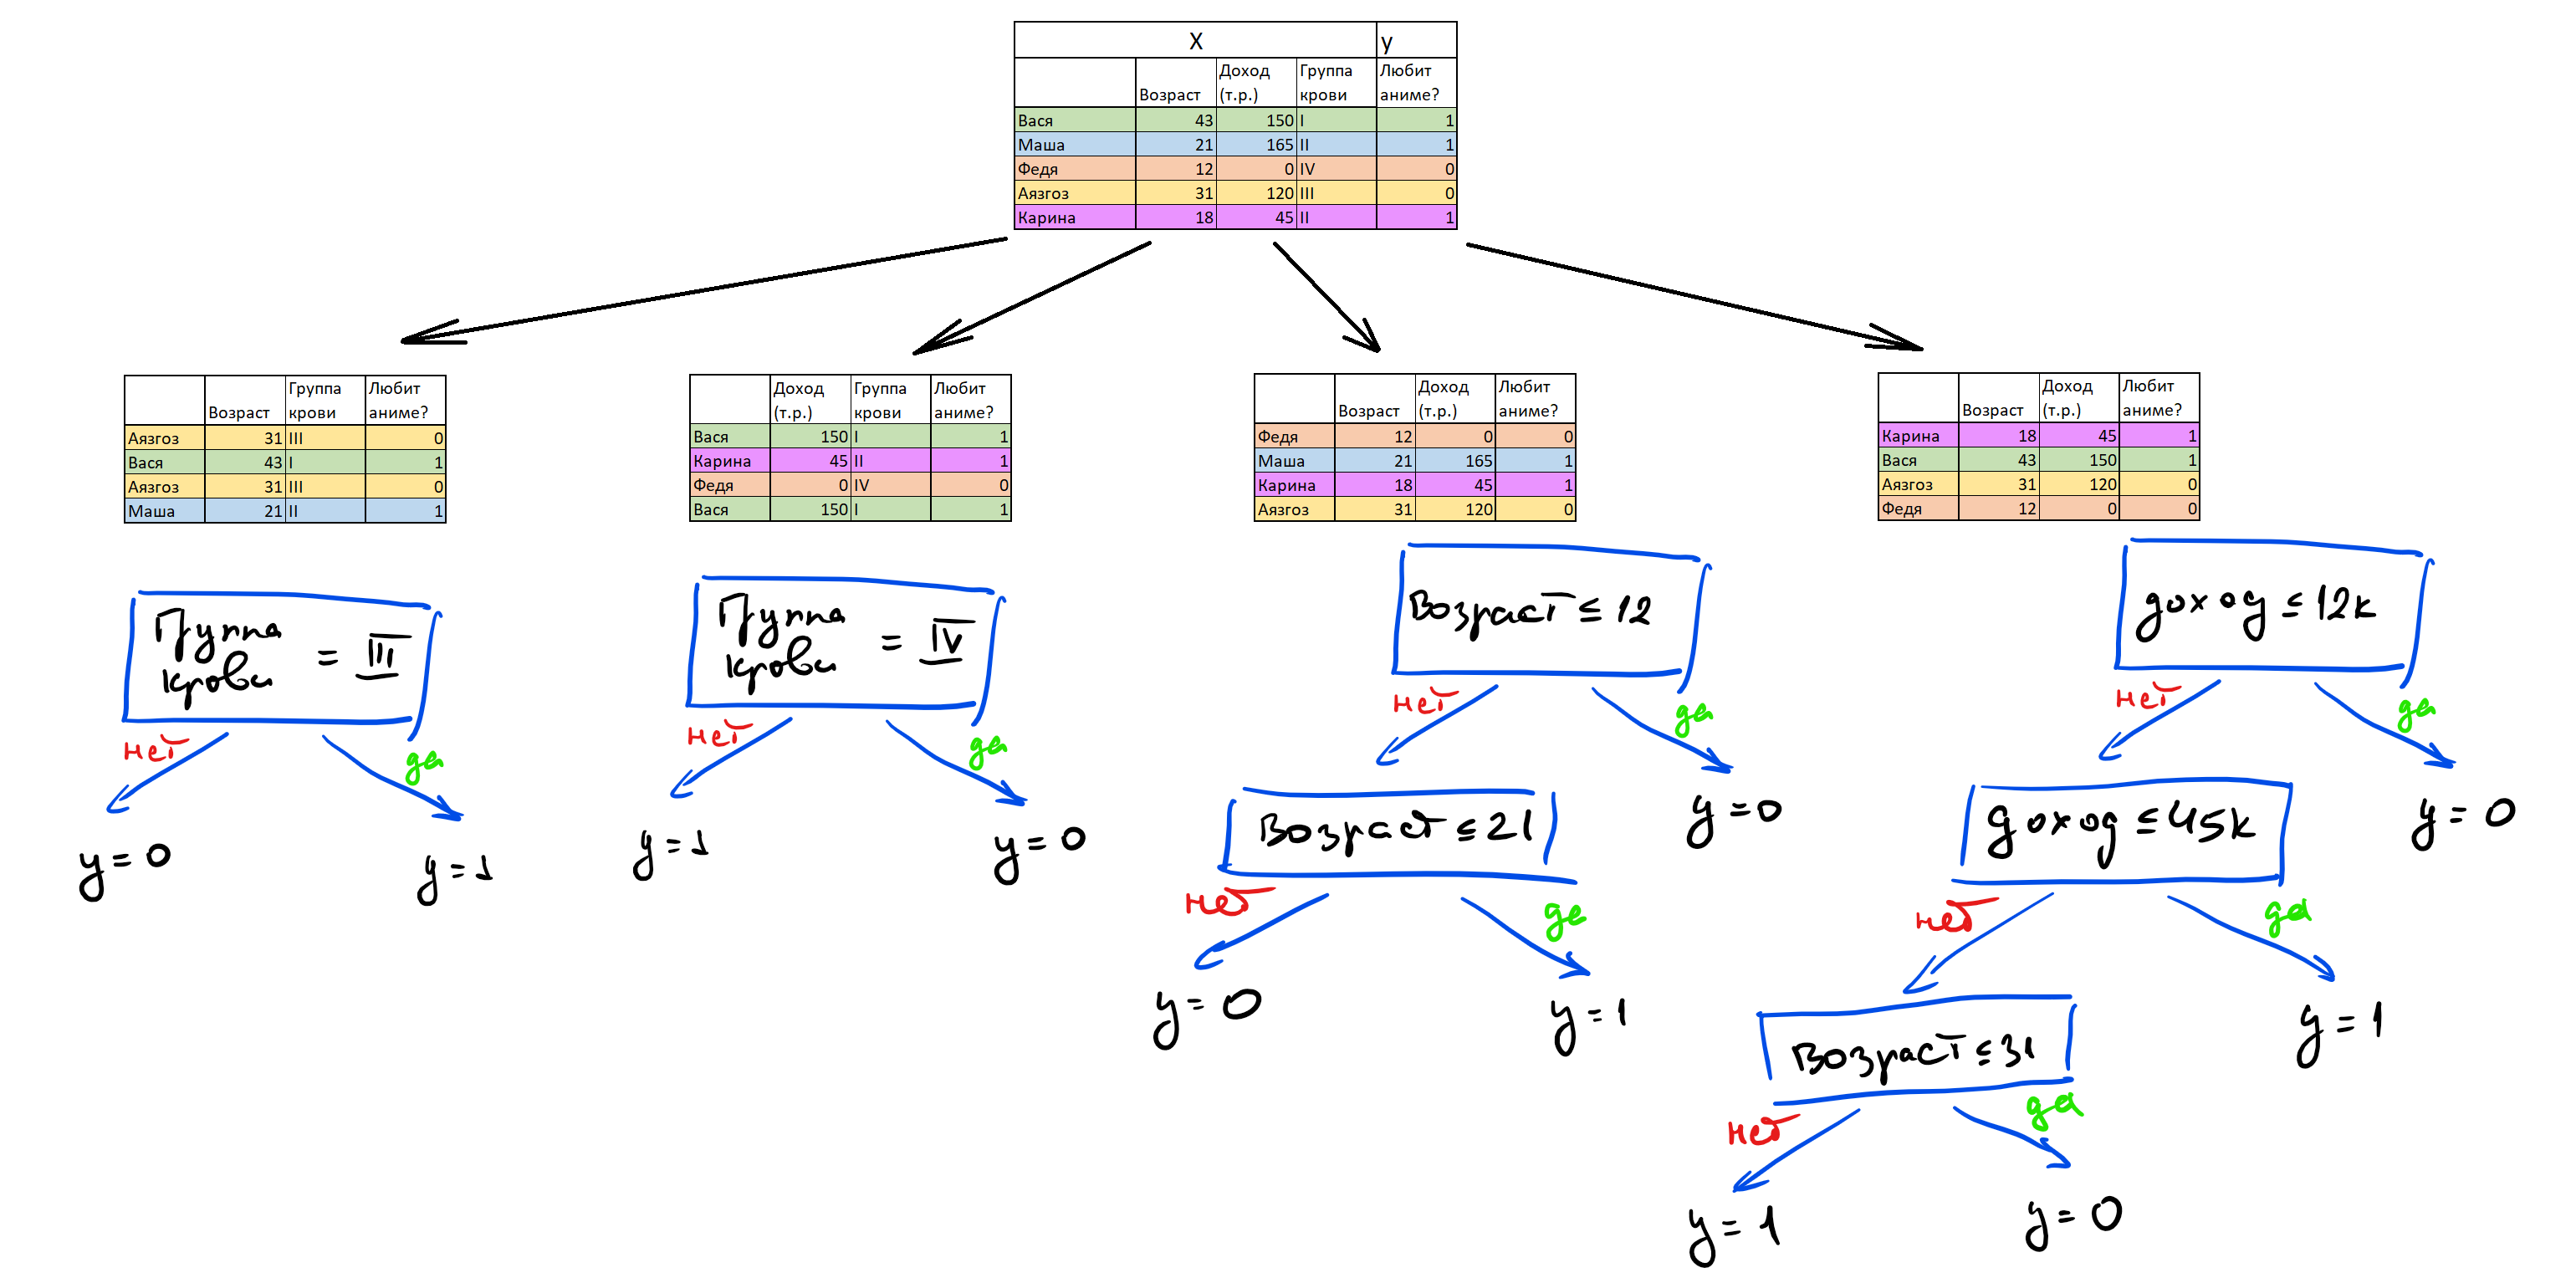 X y
Возраст Доход (т.р.) Группа крови Любит аниме?
Вася 43 150 I 1
Маша 21 165 II 1
Федя 12 0 IV 0
Аязгоз 31 120 III 0
Карина 18 45 II 1
Возраст Группа крови Любит аниме?
Аязгоз 31 III 0
Вася 43 I 1
Аязгоз 31 III 0
Маша 21 II 1
Доход (т.р.) Группа крови Любит аниме?
Вася 150 I 1
Карина 45 II 1
Федя 0 IV 0
Вася 150 I 1
Возраст Доход (т.р.) Любит аниме?
Федя 12 0 0
Маша 21 165 1
Карина 18 45 1
Аязгоз 31 120 0
Возраст Доход (т.р.) Любит аниме?
Карина 18 45 1
Вася 43 150 1
Аязгоз 31 120 0
Федя 12 0 0
Группа крови = III
нет да
y = 0 y = 1
Группа крови = IV
нет да
y = 1 y = 0
Возраст ≤ 12
нет да
y = 0
Возраст ≤ 21
нет да
y = 0 y = 1
доход ≤ 12к
нет да
y = 0
доход ≤ 45к
нет да
y = 1
Возраст ≤ 31
нет да
y = 1 y = 0